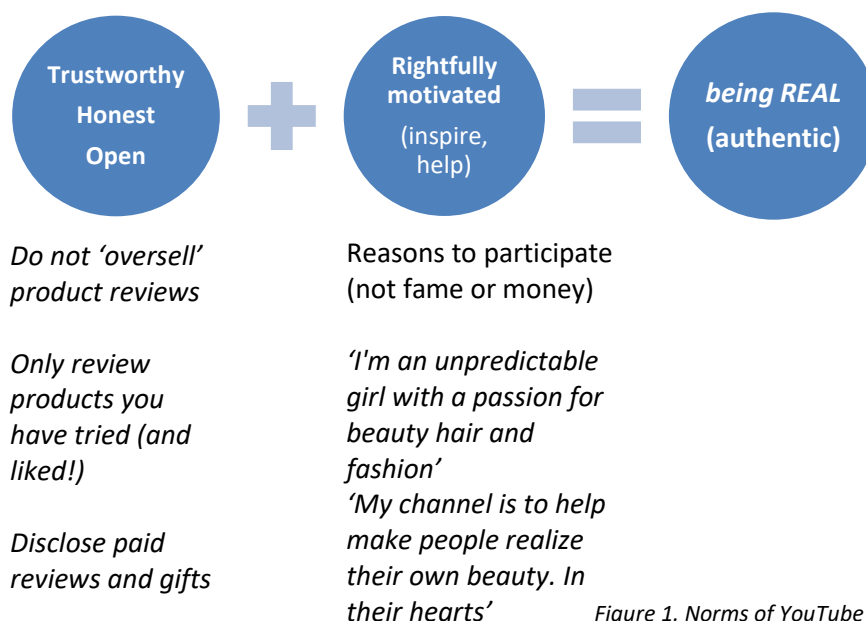 Trustworthy
Honest
Open
Rightfully
motivated
(inspire,
help)
being REAL
(authentic)
Do not ‘oversell’
product reviews
Only review
products you
have tried (and
liked!)
Disclose paid
reviews and gifts
Reasons to participate
(not fame or money)
‘I'm an unpredictable
girl with a passion for
beauty hair and
fashion’
‘My channel is to help
make people realize
their own beauty. In
their hearts’
Figure 1. Norms of YouTube